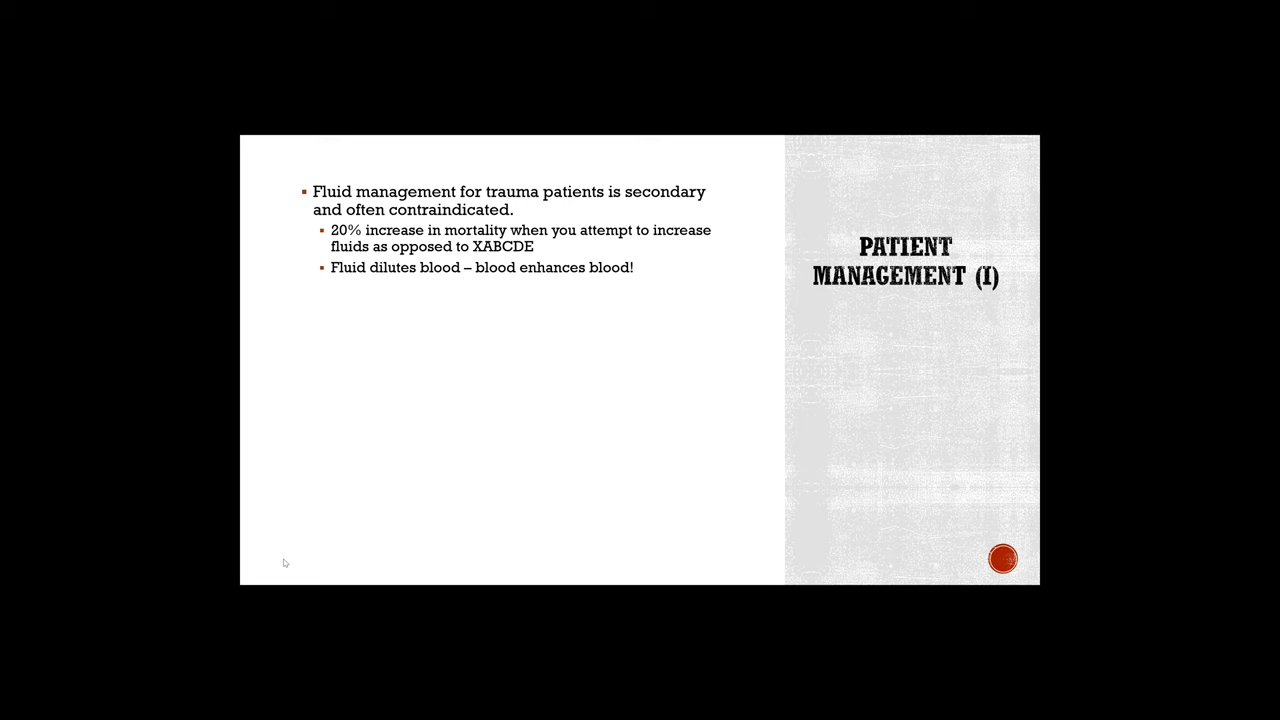 Fluid management for trauma patients is secondary
and often contraindicated.
20% increase in mortality when you attempt to increase
fluids as opposed to XABCDE
Fluid dilutes blood – blood enhances blood!
PATIENT
MANAGEMENT (I)